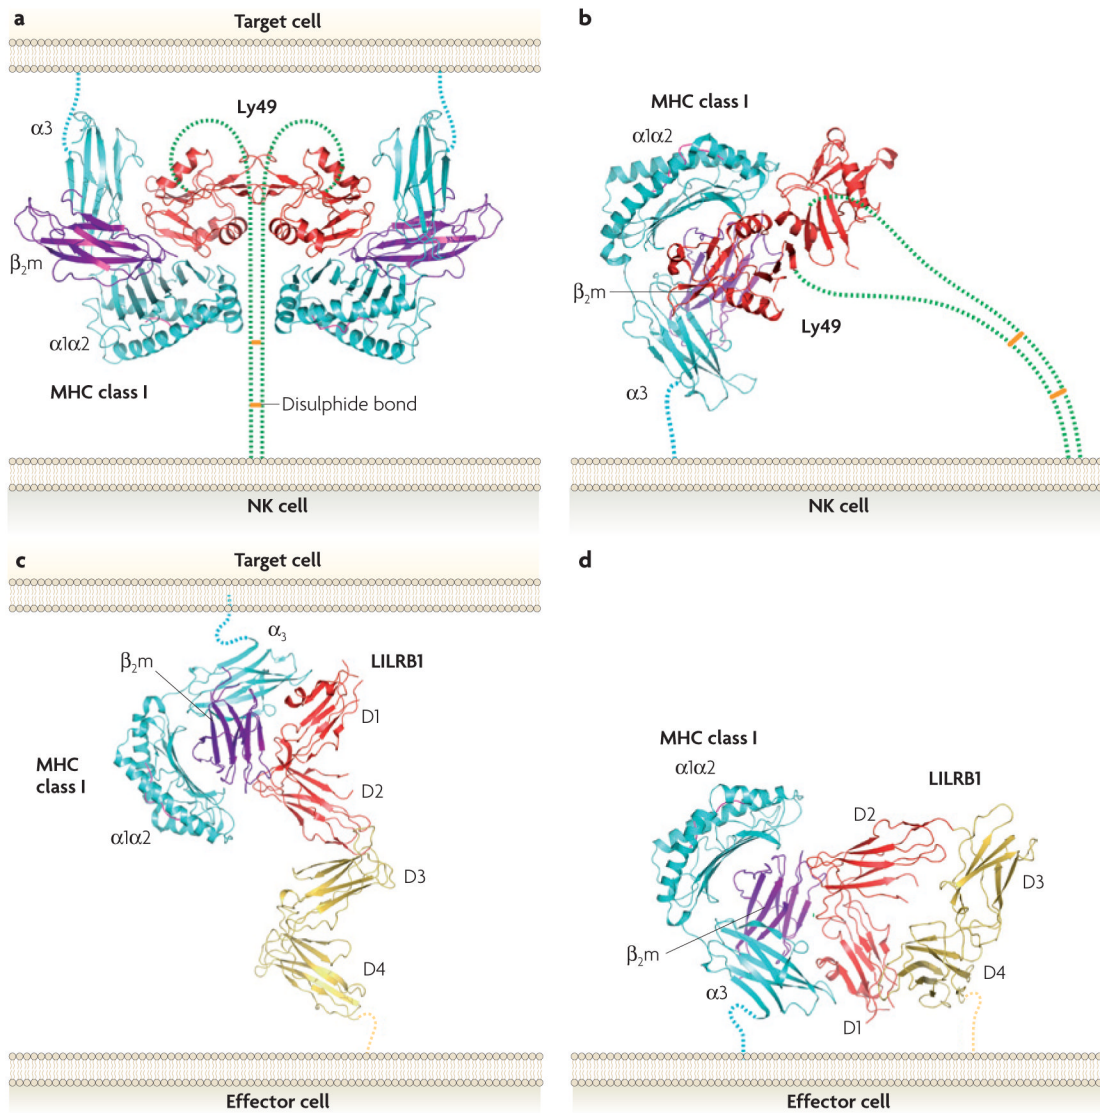 a
Target cell
Ly49
α3
β₂m
α1α2
MHC class I
Disulphide bond
NK cell
b
MHC class I
α1α2
β₂m
Ly49
α3
NK cell
c
Target cell
α₃
β₂m
LILRB1
D1
MHC
class I
D2
α1α2
D3
D4
Effector cell
d
MHC class I
α1α2
LILRB1
D2
D3
β₂m
D4
α3
D1
Effector cell